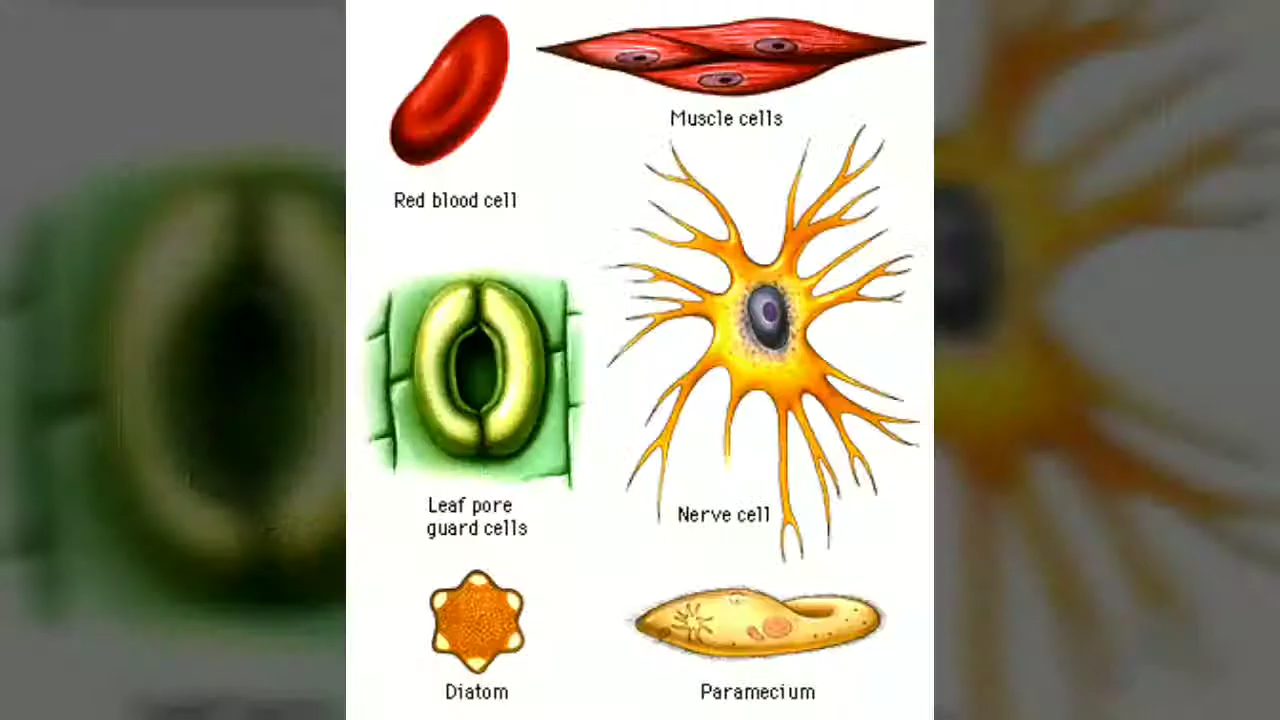 Muscle cells
Red blood cell
Leaf pore
guard cells
Nerve cell
Diatom
Paramecium